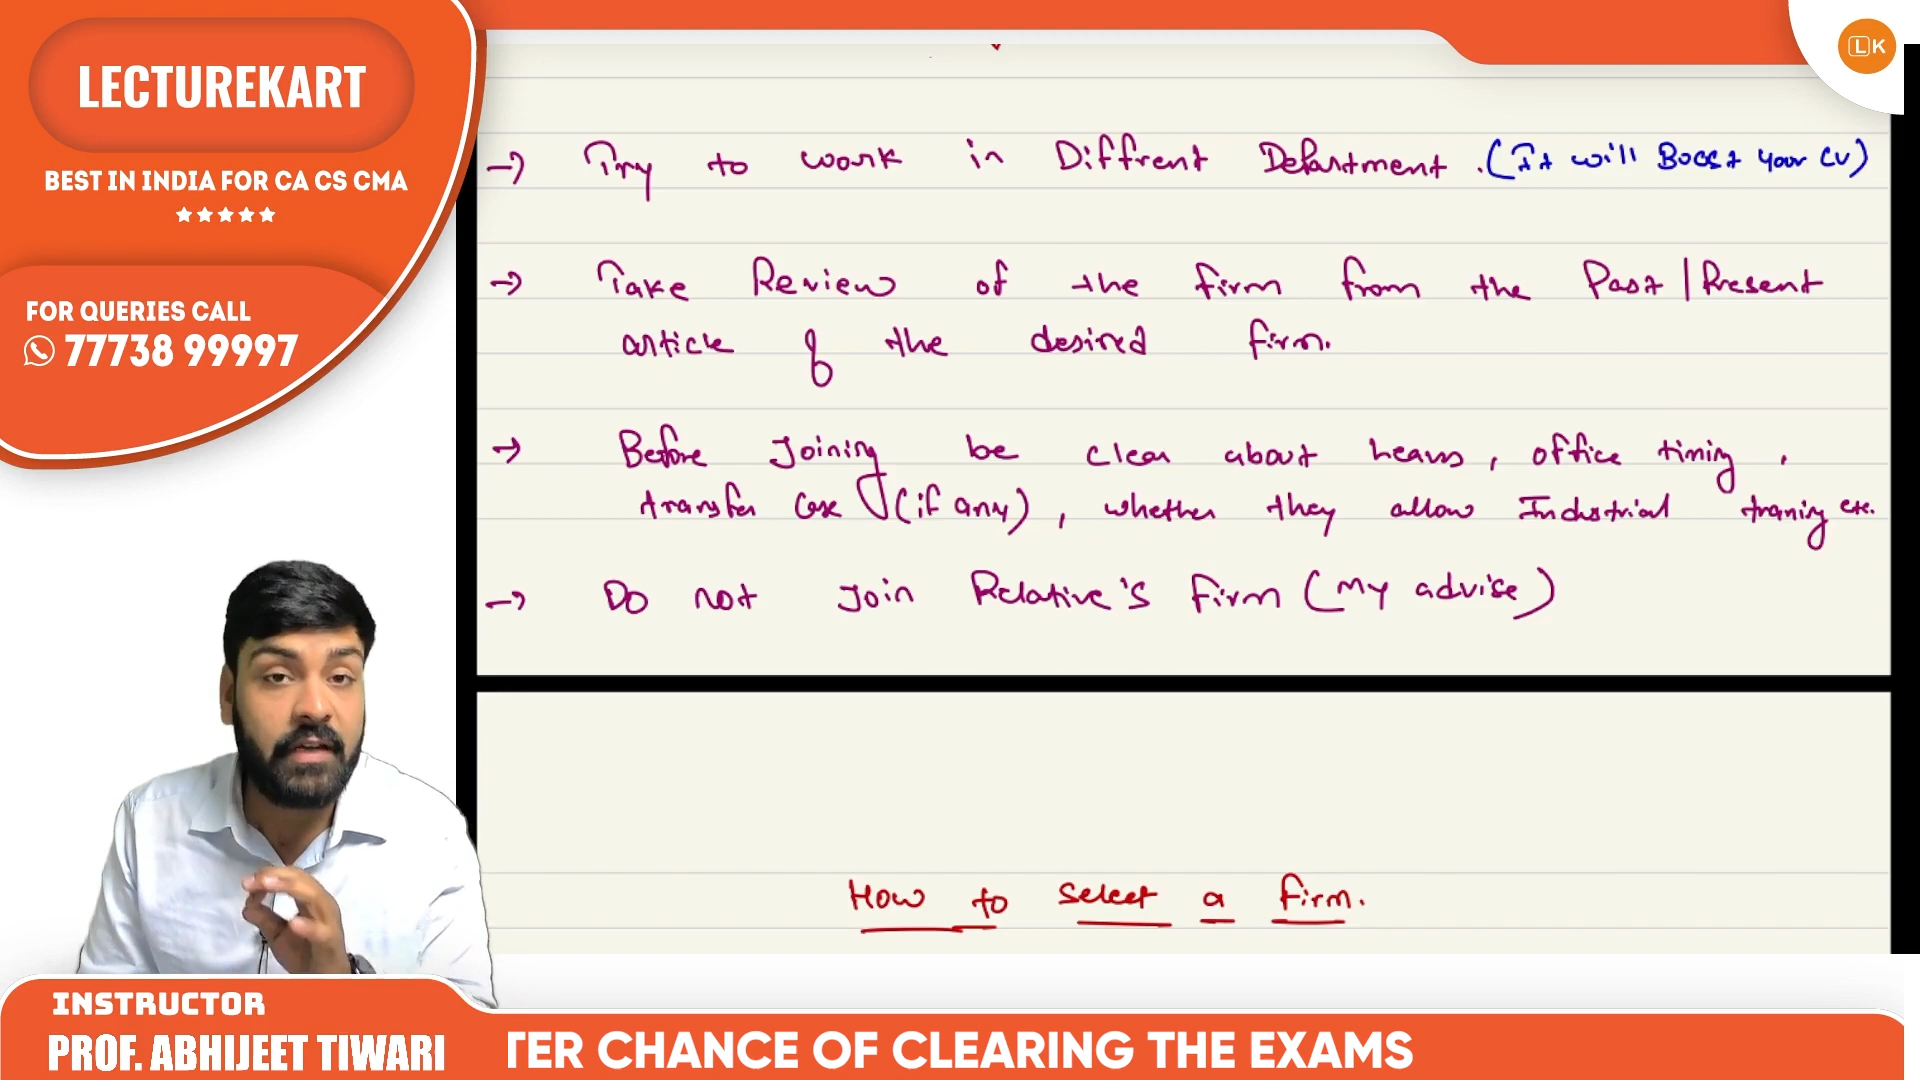 LECTUREKART
BEST IN INDIA FOR CA CS CMA
FOR QUERIES CALL
77738 99997
LK
→ Try to work in Diffrent Department. (It will Boost your CV)
→ Take Review of the firm from the Past/Present
article of the desired firm.
→ Before Joining be clear about leaves, office timing,
transfer case (if any), whether they allow Industrial traning etc.
→ Do not Join Relative's firm (my advise)
How to select a firm.
INSTRUCTOR
PROF. ABHIJEET TIWARI
TER CHANCE OF CLEARING THE EXAMS